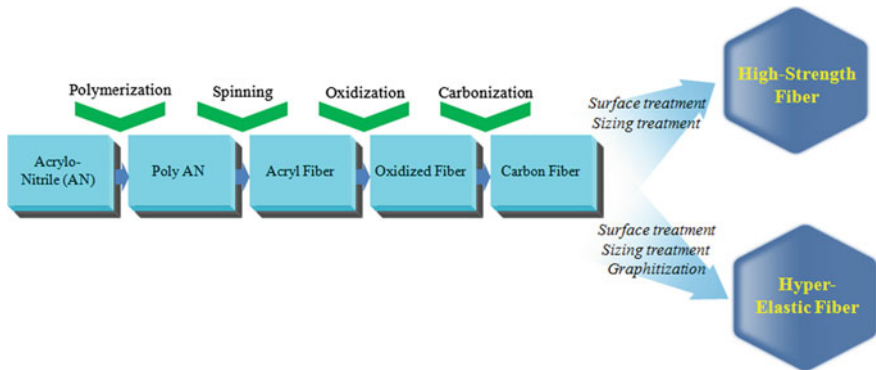 Polymerization
Spinning
Oxidization
Carbonization
Acrylo-
Nitrile (AN)
Poly AN
Acryl Fiber
Oxidized Fiber
Carbon Fiber
Surface treatment
Sizing treatment
High-Strength
Fiber
Surface treatment
Sizing treatment
Graphitization
Hyper-
Elastic Fiber